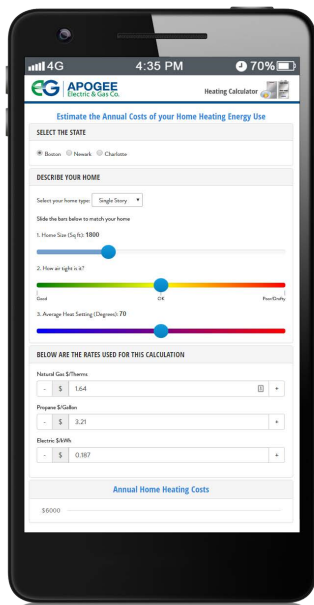 4G 4:35 PM 70%
EG APOGEE
Electric & Gas Co.
Heating Calculator
Estimate the Annual Costs of your Home Heating Energy Use
SELECT THE STATE
Boston Newark Charlotte
DESCRIBE YOUR HOME
Select your home type: Single Story
Slide the bars below to match your home
1. Home Size (Sq ft): 1800
2. How air tight is it?
Good OK Poor/Drafty
3. Average Heat Setting (Degrees): 70
BELOW ARE THE RATES USED FOR THIS CALCULATION
Natural Gas $/Therms
- $ 1.64 +
Propane $/Gallon
- $ 3.21 +
Electric $/kWh
- $ 0.187 +
Annual Home Heating Costs
$6000